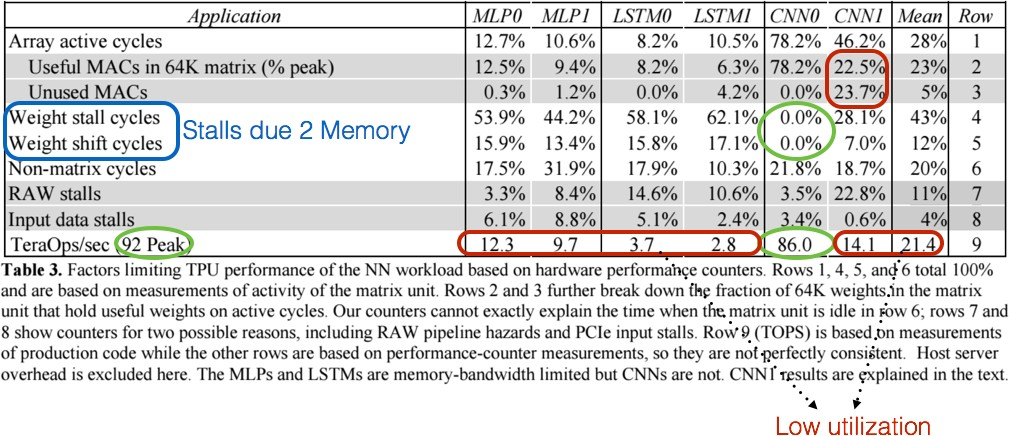 Application MLP0 MLP1 LSTM0 LSTM1 CNN0 CNN1 Mean Row
Array active cycles 12.7% 10.6% 8.2% 10.5% 78.2% 46.2% 28% 1
Useful MACs in 64K matrix (% peak) 12.5% 9.4% 8.2% 6.3% 78.2% 22.5% 23% 2
Unused MACs 0.3% 1.2% 0.0% 4.2% 0.0% 23.7% 5% 3
Weight stall cycles 53.9% 44.2% 58.1% 62.1% 0.0% 28.1% 43% 4
Stalls due 2 Memory
Weight shift cycles 15.9% 13.4% 15.8% 17.1% 0.0% 7.0% 12% 5
Non-matrix cycles 17.5% 31.9% 17.9% 10.3% 21.8% 18.7% 20% 6
RAW stalls 3.3% 8.4% 14.6% 10.6% 3.5% 22.8% 11% 7
Input data stalls 6.1% 8.8% 5.1% 2.4% 3.4% 0.6% 4% 8
TeraOps/sec (92 Peak) 12.3 9.7 3.7 2.8 86.0 14.1 21.4 9
Table 3. Factors limiting TPU performance of the NN workload based on hardware performance counters. Rows 1, 4, 5, and 6 total 100%
and are based on measurements of activity of the matrix unit. Rows 2 and 3 further break down the fraction of 64K weights in the matrix
unit that hold useful weights on active cycles. Our counters cannot exactly explain the time when the matrix unit is idle in row 6; rows 7 and
8 show counters for two possible reasons, including RAW pipeline hazards and PCIe input stalls. Row 9 (TOPS) is based on measurements
of production code while the other rows are based on performance-counter measurements, so they are not perfectly consistent. Host server
overhead is excluded here. The MLPs and LSTMs are memory-bandwidth limited but CNNs are not. CNN1 results are explained in the text.
Low utilization